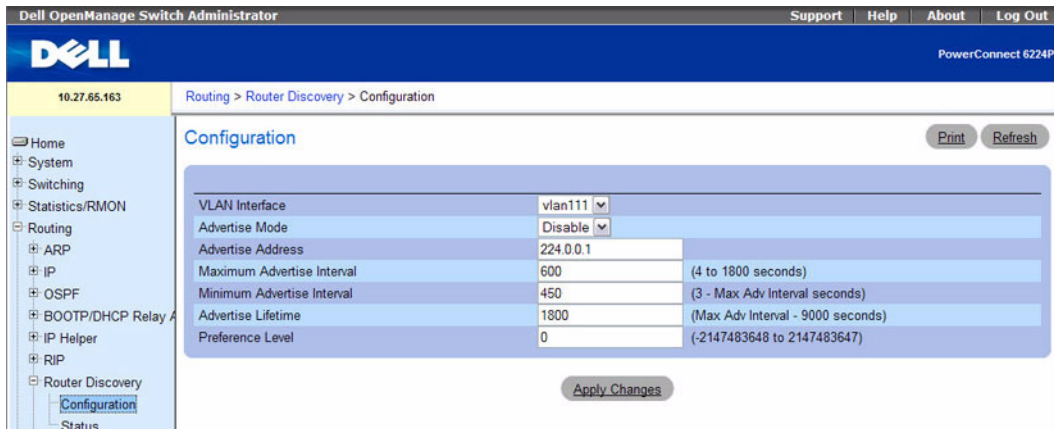 Dell OpenManage Switch Administrator
Support Help About Log Out
DELL
PowerConnect 6224P
10.27.65.163
Routing > Router Discovery > Configuration
Home
System
Switching
Statistics/RMON
Routing
ARP
IP
OSPF
BOOTP/DHCP Relay A
IP Helper
RIP
Router Discovery
Configuration
Status
Configuration
Print Refresh
VLAN Interface vlan111
Advertise Mode Disable
Advertise Address 224.0.0.1
Maximum Advertise Interval 600 (4 to 1800 seconds)
Minimum Advertise Interval 450 (3 - Max Adv Interval seconds)
Advertise Lifetime 1800 (Max Adv Interval - 9000 seconds)
Preference Level 0 (-2147483648 to 2147483647)
Apply Changes